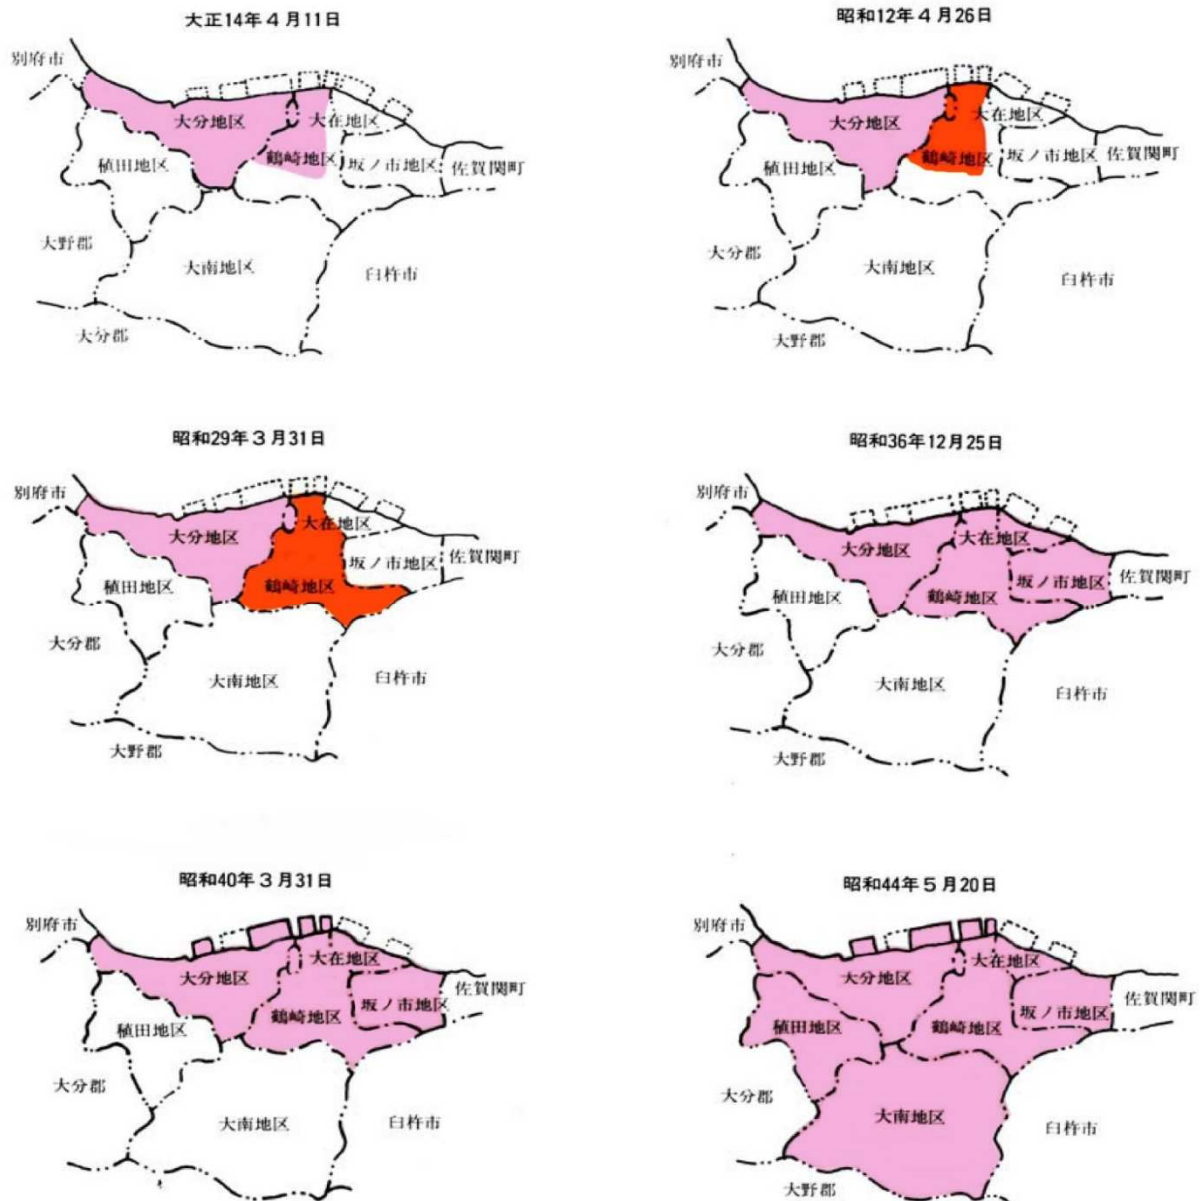 大正14年4月11日
別府市
大分地区
大在地区
鶴崎地区
坂ノ市地区
佐賀関町
稙田地区
大野郡
大南地区
臼杵市
大分郡
昭和12年4月26日
別府市
大分地区
大在地区
鶴崎地区
坂ノ市地区
佐賀関町
稙田地区
大分郡
大南地区
臼杵市
大野郡
昭和29年3月31日
別府市
大分地区
大在地区
坂ノ市地区
佐賀関町
稙田地区
鶴崎地区
大分郡
大南地区
臼杵市
大野郡
昭和36年12月25日
別府市
大分地区
大在地区
坂ノ市地区
佐賀関町
稙田地区
鶴崎地区
大分郡
大南地区
臼杵市
大野郡
昭和40年3月31日
別府市
大分地区
大在地区
佐賀関町
坂ノ市地区
鶴崎地区
稙田地区
大分郡
大南地区
臼杵市
昭和44年5月20日
別府市
大分地区
大在地区
佐賀関町
坂ノ市地区
稙田地区
鶴崎地区
大分郡
大南地区
臼杵市
大野郡